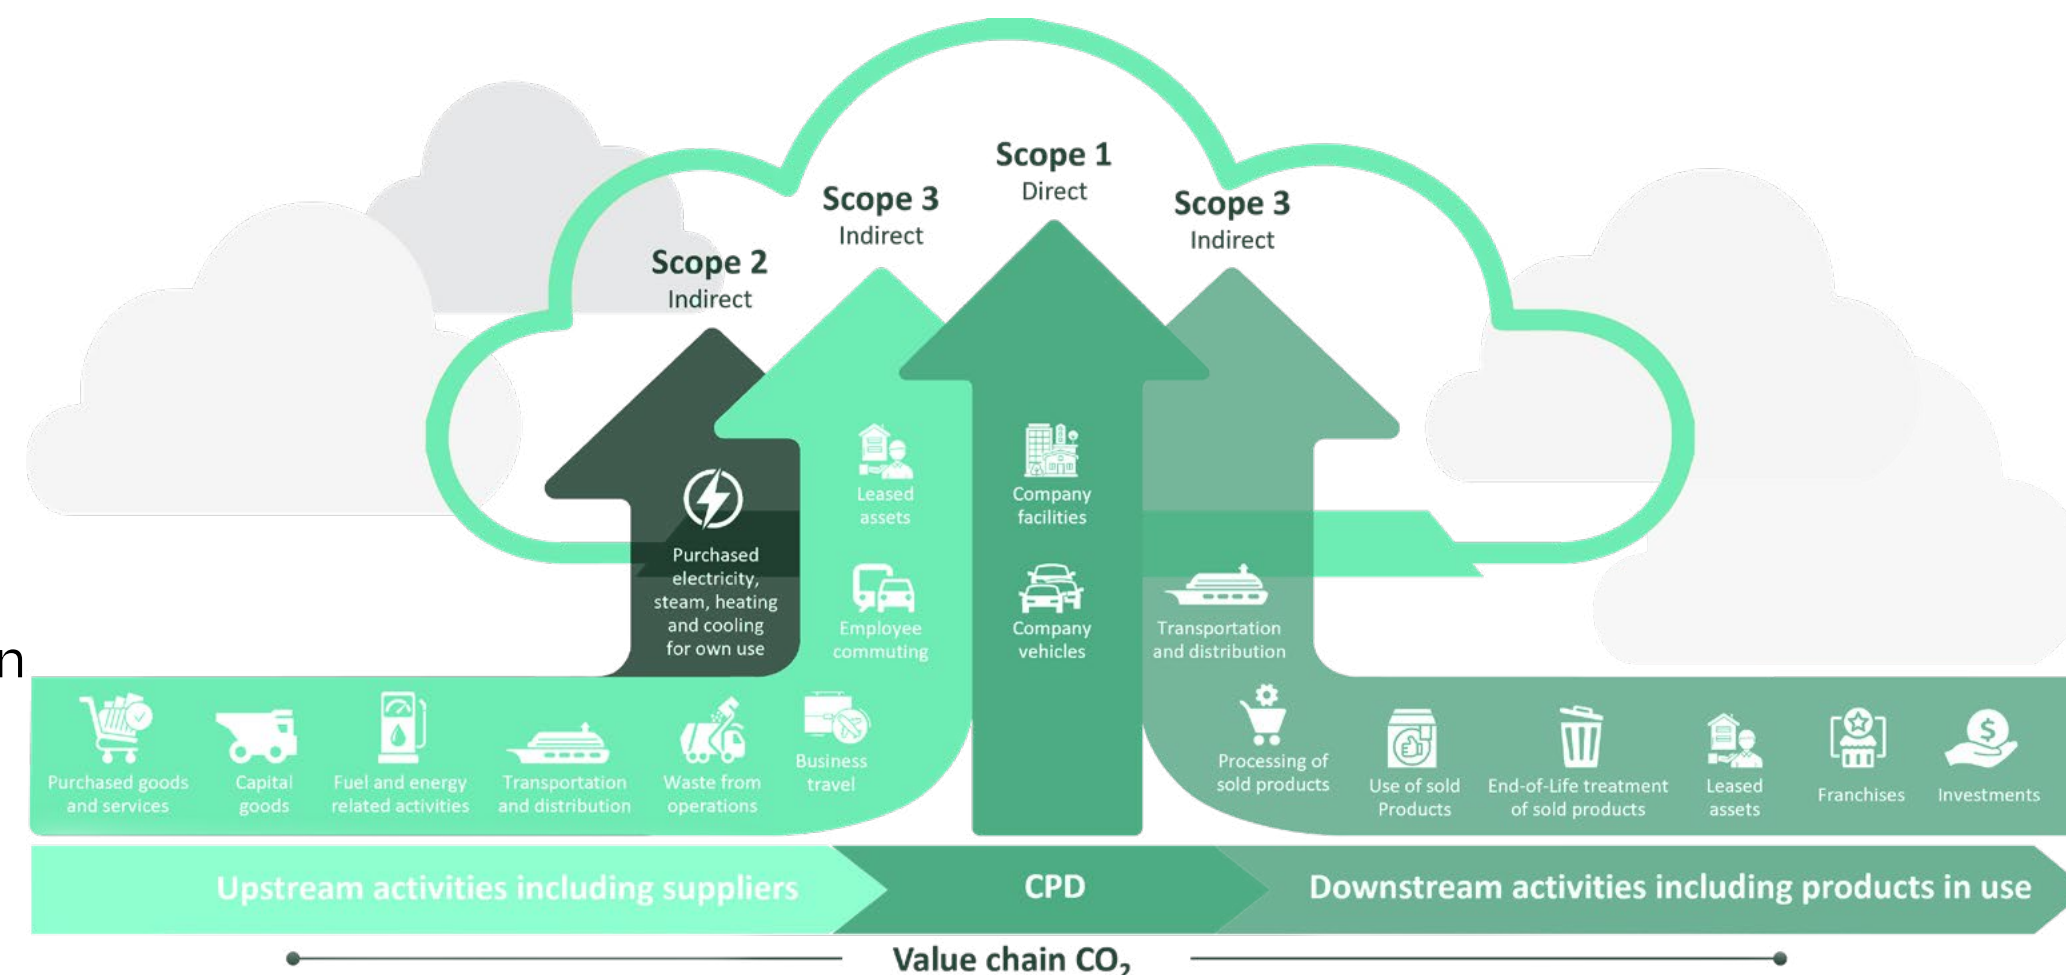 Scope 1
Direct
Scope 3
Indirect
Scope 3
Indirect
Scope 2
Indirect
Leased
assets
Company
facilities
Purchased
electricity,
steam, heating
and cooling
for own use
Employee
commuting
Company
vehicles
Transportation
and distribution
n
Purchased goods
and services
Capital
goods
Fuel and energy
related activities
Transportation
and distribution
Waste from
operations
Business
travel
Processing of
sold products
Use of sold
Products
End-of-Life treatment
of sold products
Leased
assets
Franchises
Investments
Upstream activities including suppliers
CPD
Downstream activities including products in use
Value chain CO₂